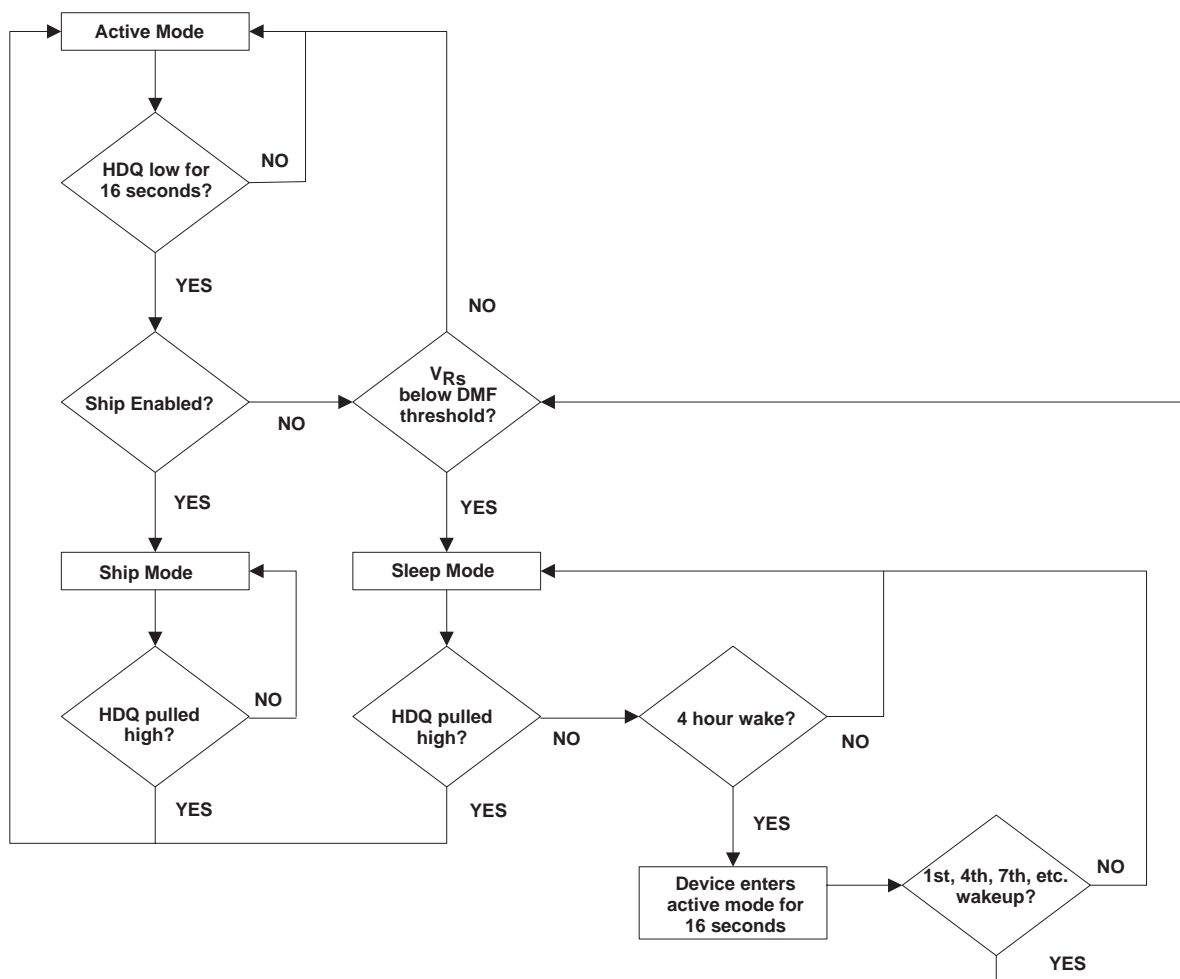 Active Mode
HDQ low for
16 seconds?
NO
YES
NO
Ship Enabled?
NO
VRs
below DMF
threshold?
YES
YES
Ship Mode
Sleep Mode
HDQ pulled
high?
NO
HDQ pulled
high?
NO
4 hour wake?
NO
YES
YES
YES
Device enters
active mode for
16 seconds
1st, 4th, 7th, etc.
wakeup?
NO
YES